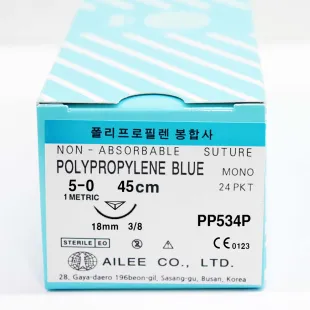 폴리프로필렌 봉합사
NON - ABSORBABLE SUTURE
POLYPROPYLENE BLUE MONO
5-0 45cm 24 PKT
1 METRIC
18mm 3/8 PP534P
STERILE EO CE 0123
AILEE CO., LTD.
28, Gaya-daero 196beon-gil, Sasang-gu, Busan, Korea